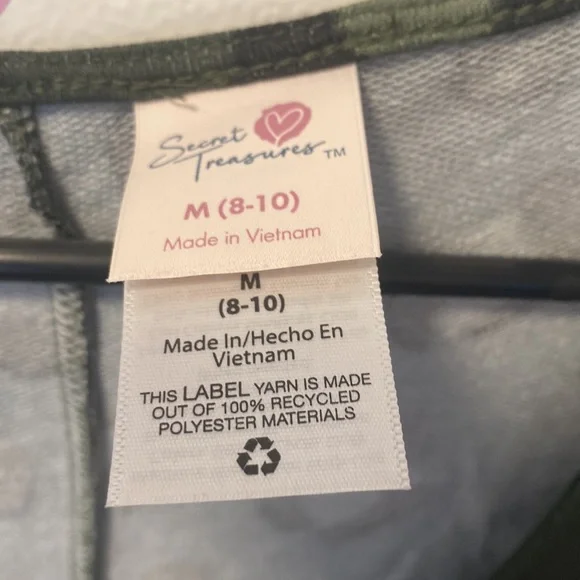 Secret
Treasures TM
M (8-10)
Made in Vietnam
M
(8-10)
Made In/Hecho En
Vietnam
THIS LABEL YARN IS MADE
OUT OF 100% RECYCLED
POLYESTER MATERIALS